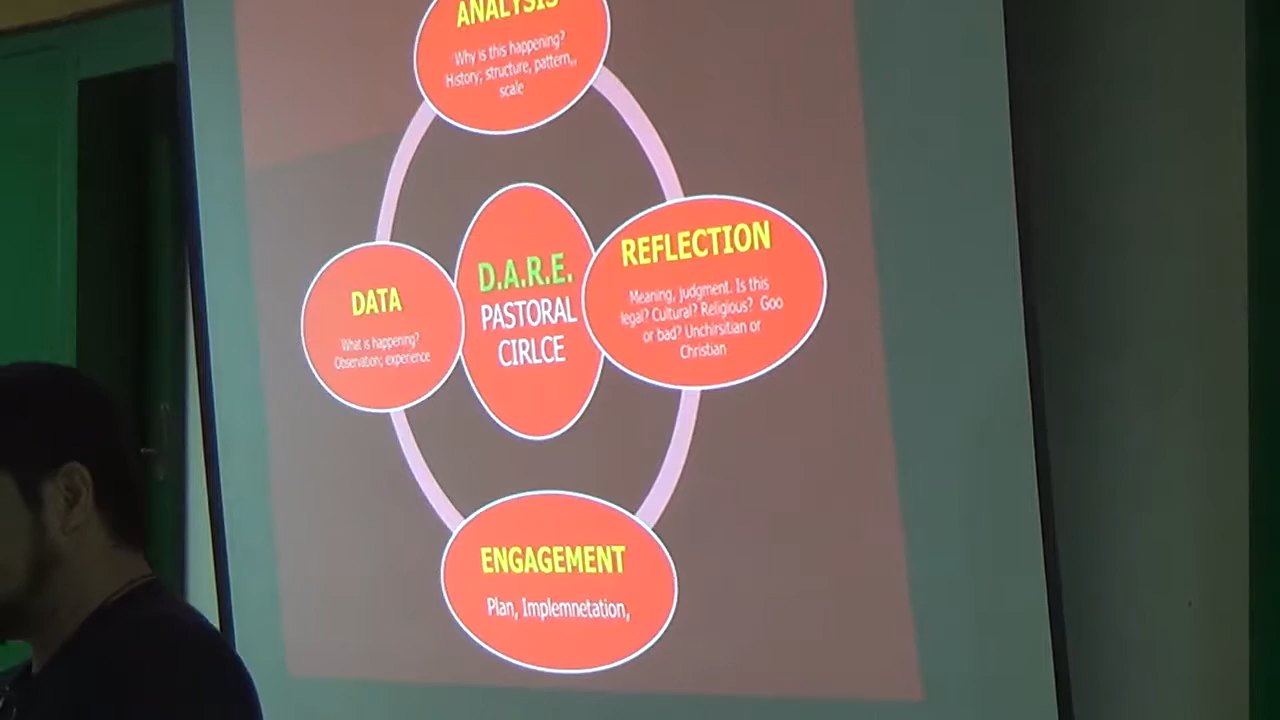 ANALYSIS
Why is this happening?
History; structure, pattern,,
scale
DATA
What is happening?
Observation; experience
D.A.R.E.
PASTORAL
CIRLCE
REFLECTION
Meaning, judgment. Is this
legal? Cultural? Religious? Goo
or bad? Unchirsitian or
Christian
ENGAGEMENT
Plan, Implemnetation,